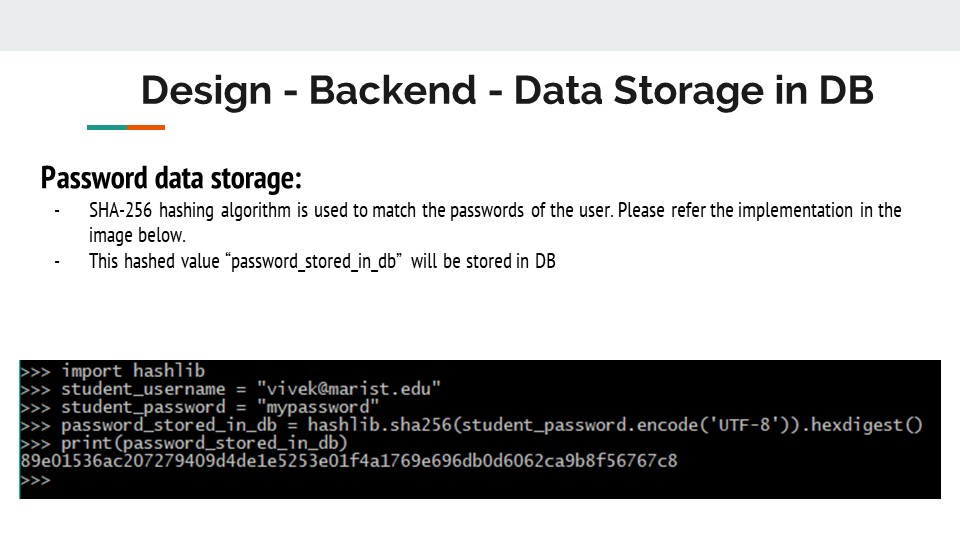 Design - Backend - Data Storage in DB
Password data storage:
- SHA-256 hashing algorithm is used to match the passwords of the user. Please refer the implementation in the
image below.
- This hashed value “password_stored_in_db” will be stored in DB
>>> import hashlib
>>> student_username = "vivek@marist.edu"
>>> student_password = "mypassword"
>>> password_stored_in_db = hashlib.sha256(student_password.encode('UTF-8')).hexdigest()
>>> print(password_stored_in_db)
89e01536ac207279409d4de1e5253e01f4a1769e696db0d6062ca9b8f56767c8
>>>